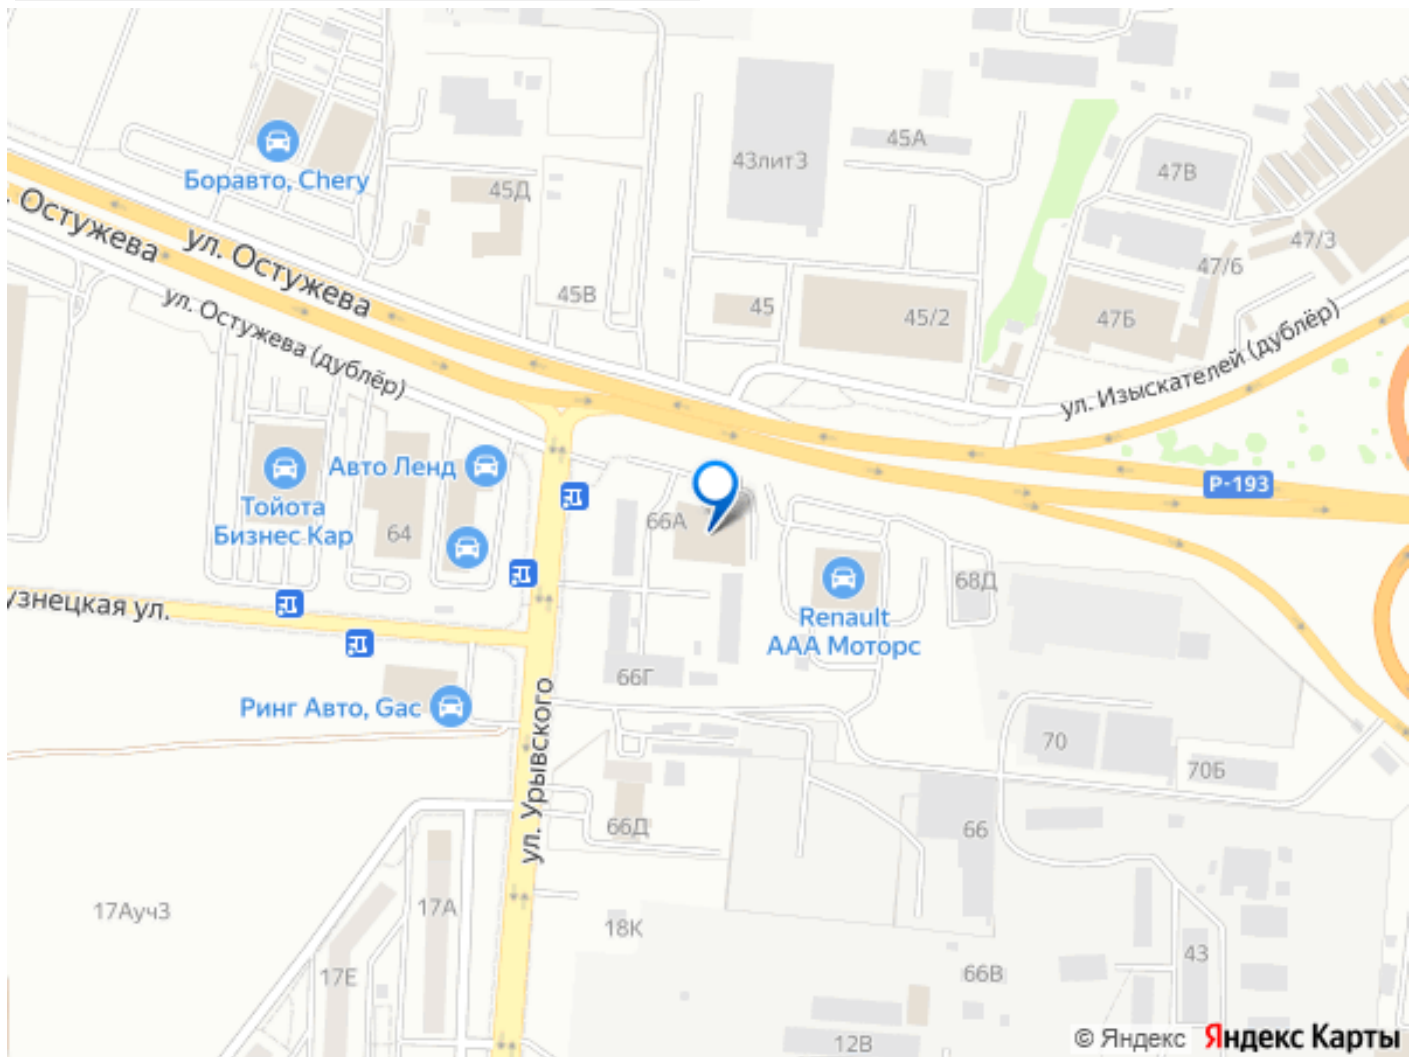 45А
43лит3
47В
Боравто, Chery
45Д
. Остужева
ул. Остужева
47/3
47/6
ул. Остужева (дублёр)
45В
45
45/2
47Б
ул. Изыскателей (дублёр)
Авто Ленд
Р-193
Тойота
Бизнес Кар
64
66А
68Д
узнецкая ул.
Renault
ААА Моторс
66Г
Ринг Авто, Gac
ул. Урывского
70
70Б
66Д
66
17Ауч3
17А
18К
43
17Е
66В
12В
© Яндекс Яндекс Карты